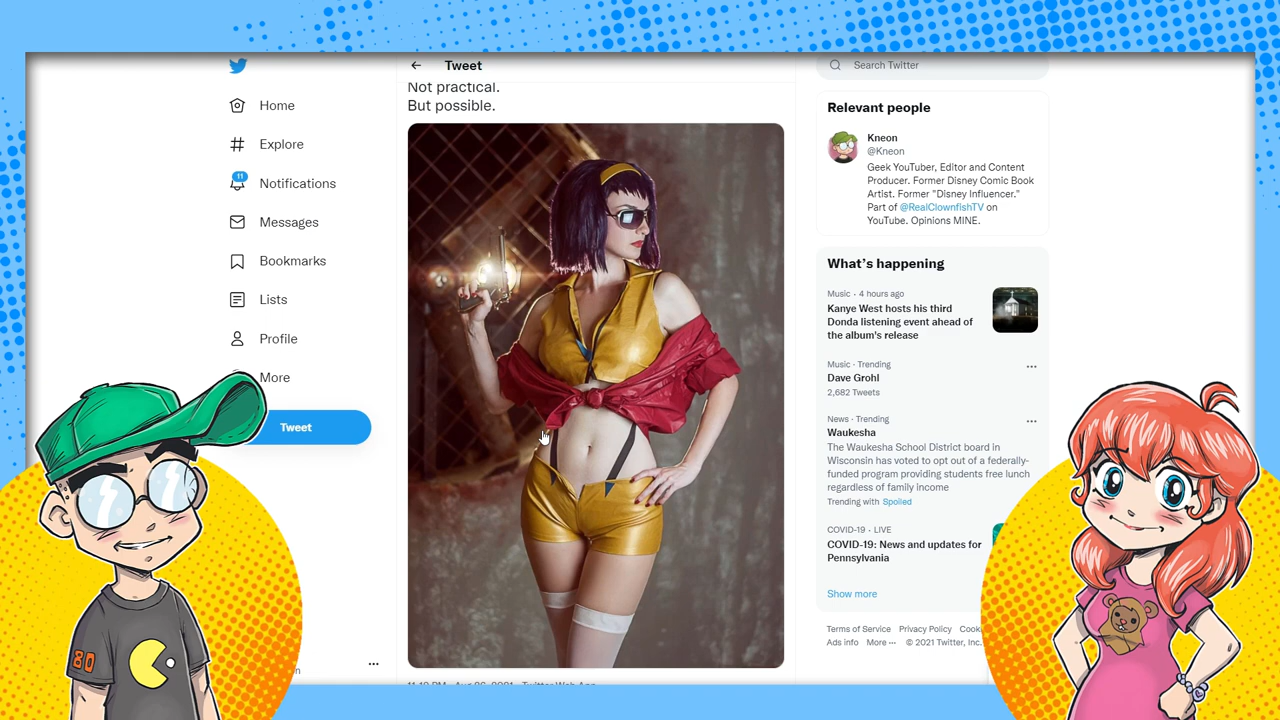 Home
Explore
11
Notifications
Messages
Bookmarks
Lists
Profile
More
Tweet
Tweet
Not practical.
But possible.
Search Twitter
Relevant people
Kneon
@Kneon
Geek YouTuber, Editor and Content
Producer. Former Disney Comic Book
Artist. Former "Disney Influencer."
Part of @RealClownfishTV on
YouTube. Opinions MINE.
What's happening
Music · 4 hours ago
Kanye West hosts his third
Donda listening event ahead of
the album's release
Music · Trending
Dave Grohl
2,682 Tweets
News · Trending
Waukesha
The Waukesha School District board in
Wisconsin has voted to opt out of a federally-
funded program providing students free lunch
regardless of family income
Trending with Spoiled
COVID-19 · LIVE
COVID-19: News and updates for
Pennsylvania
Show more
Terms of Service Privacy Policy Cook
Ad info More ··· © 2021 Twitter, Inc.
80